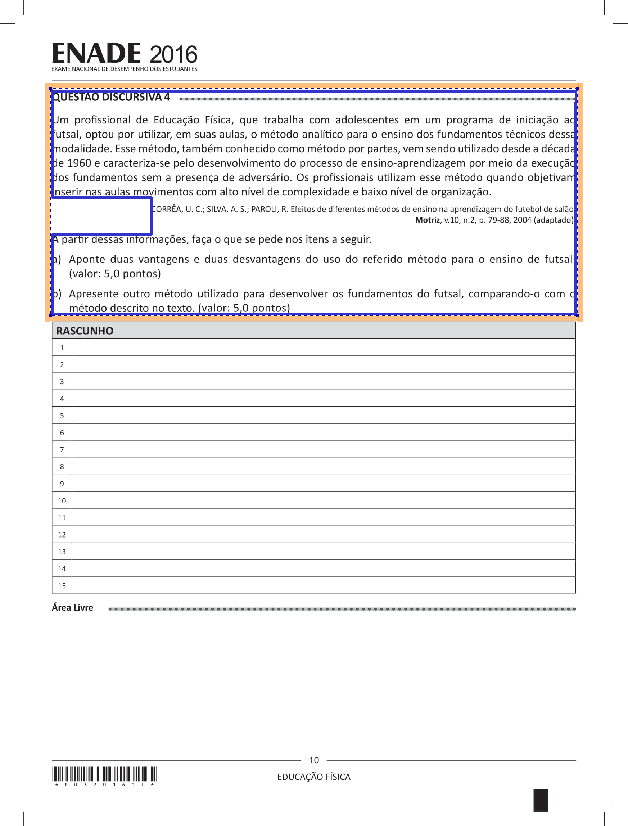 ENADE 2016
EXAME NACIONAL DE DESEMPENHO DOS ESTUDANTES
QUESTÃO DISCURSIVA 4
Um profissional de Educação Física, que trabalha com adolescentes em um programa de iniciação ao
futsal, optou por utilizar, em suas aulas, o método analítico para o ensino dos fundamentos técnicos dessa
modalidade. Esse método, também conhecido como método por partes, vem sendo utilizado desde a década
de 1960 e caracteriza-se pelo desenvolvimento do processo de ensino-aprendizagem por meio da execução
dos fundamentos sem a presença de adversário. Os profissionais utilizam esse método quando objetivam
inserir nas aulas movimentos com alto nível de complexidade e baixo nível de organização.
CORRÊA, U. C.; SILVA, A. S.; PAROLI, R. Efeitos de diferentes métodos de ensino na aprendizagem do futebol de salão.
Motriz, v.10, n.2, p. 79-88, 2004 (adaptado).
A partir dessas informações, faça o que se pede nos itens a seguir.
a) Aponte duas vantagens e duas desvantagens do uso do referido método para o ensino de futsal.
(valor: 5,0 pontos)
b) Apresente outro método utilizado para desenvolver os fundamentos do futsal, comparando-o com o
método descrito no texto. (valor: 5,0 pontos)
RASCUNHO
1
2
3
4
5
6
7
8
9
10
11
12
13
14
15
Área Livre
10
EDUCAÇÃO FÍSICA